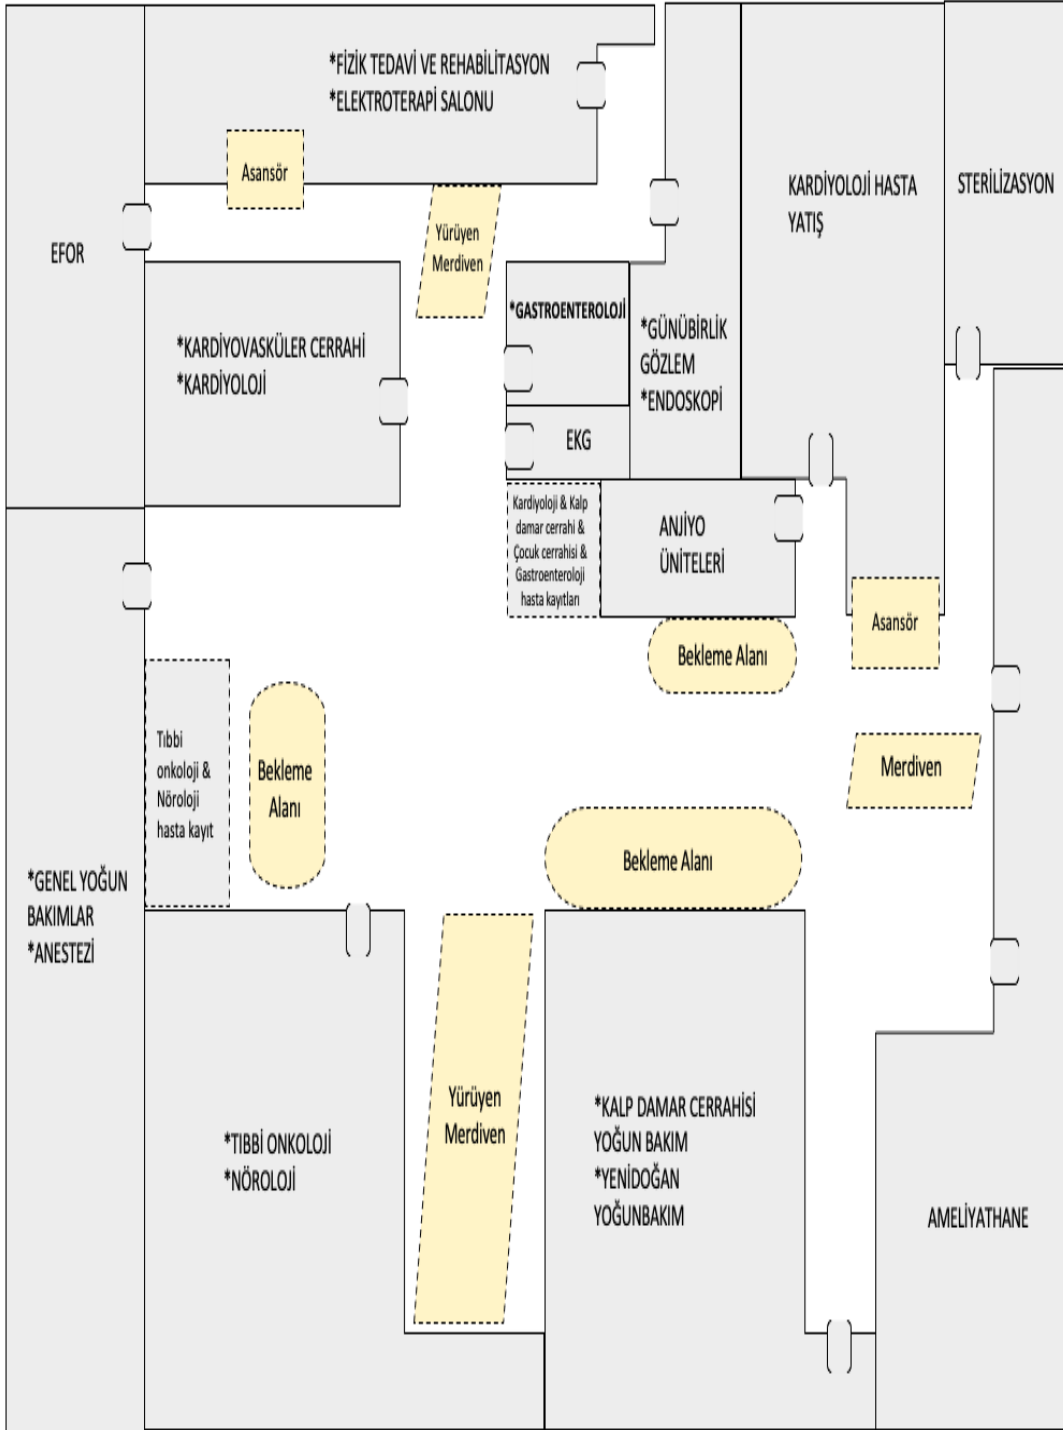 *FİZİK TEDAVİ VE REHABİLİTASYON
*ELEKTROTERAPİ SALONU
Asansör
EFOR
Yürüyen
Merdiven
KARDİYOLOJİ HASTA
YATIŞ
STERİLİZASYON
*GASTROENTEROLOJİ
*KARDİYOVASKÜLER CERRAHİ
*KARDİYOLOJİ
*GÜNÜBİRLİK
GÖZLEM
*ENDOSKOPİ
EKG
Kardiyoloji & Kalp
damar cerrahi &
Çocuk cerrahisi &
Gastroenteroloji
hasta kayıtları
ANJİYO
ÜNİTELERİ
Asansör
Bekleme Alanı
Tıbbi
onkoloji &
Nöroloji
hasta kayıt
Bekleme
Alanı
Merdiven
Bekleme Alanı
*GENEL YOĞUN
BAKIMLAR
*ANESTEZİ
Yürüyen
Merdiven
*TIBBİ ONKOLOJİ
*NÖROLOJİ
*KALP DAMAR CERRAHİSİ
YOĞUN BAKIM
*YENİDOĞAN
YOĞUNBAKIM
AMELİYATHANE